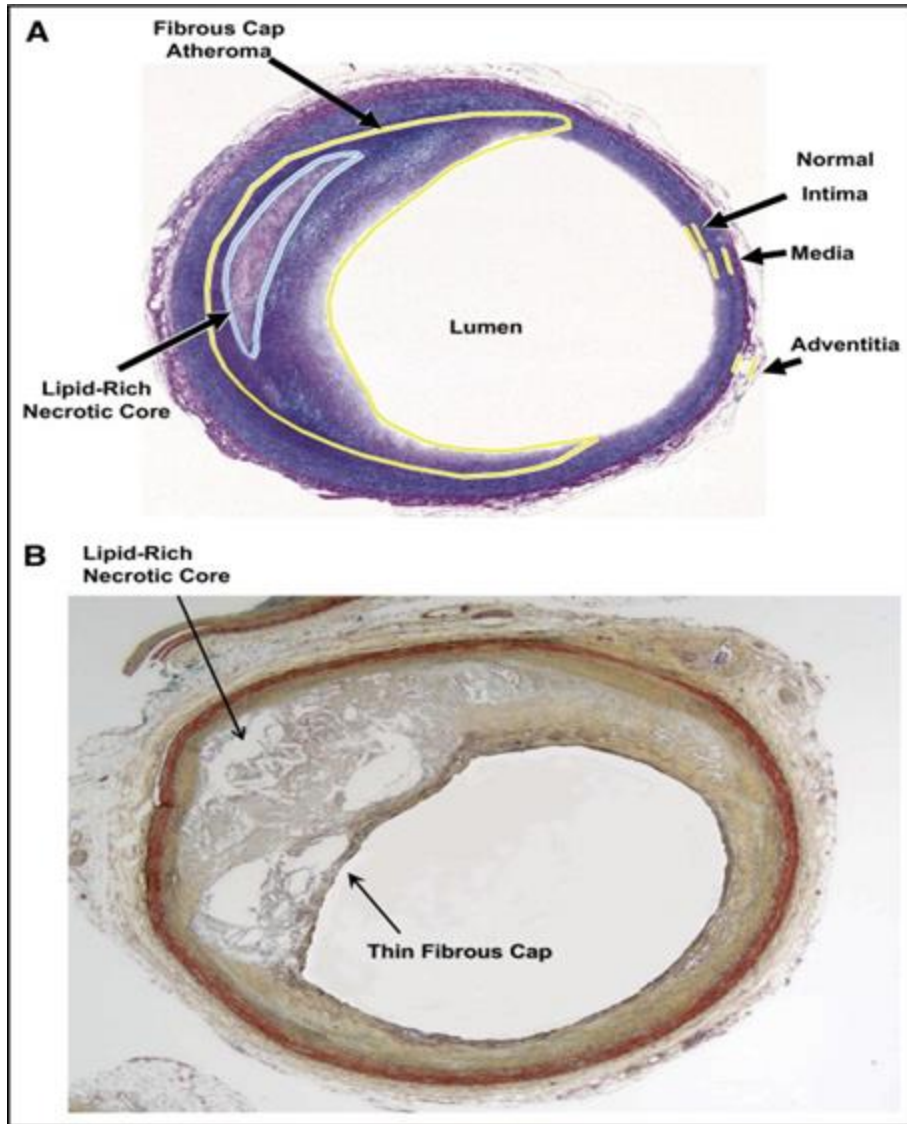 A
Fibrous Cap
Atheroma
Normal
Intima
Media
Lumen
Adventitia
Lipid-Rich
Necrotic Core
B
Lipid-Rich
Necrotic Core
Thin Fibrous Cap